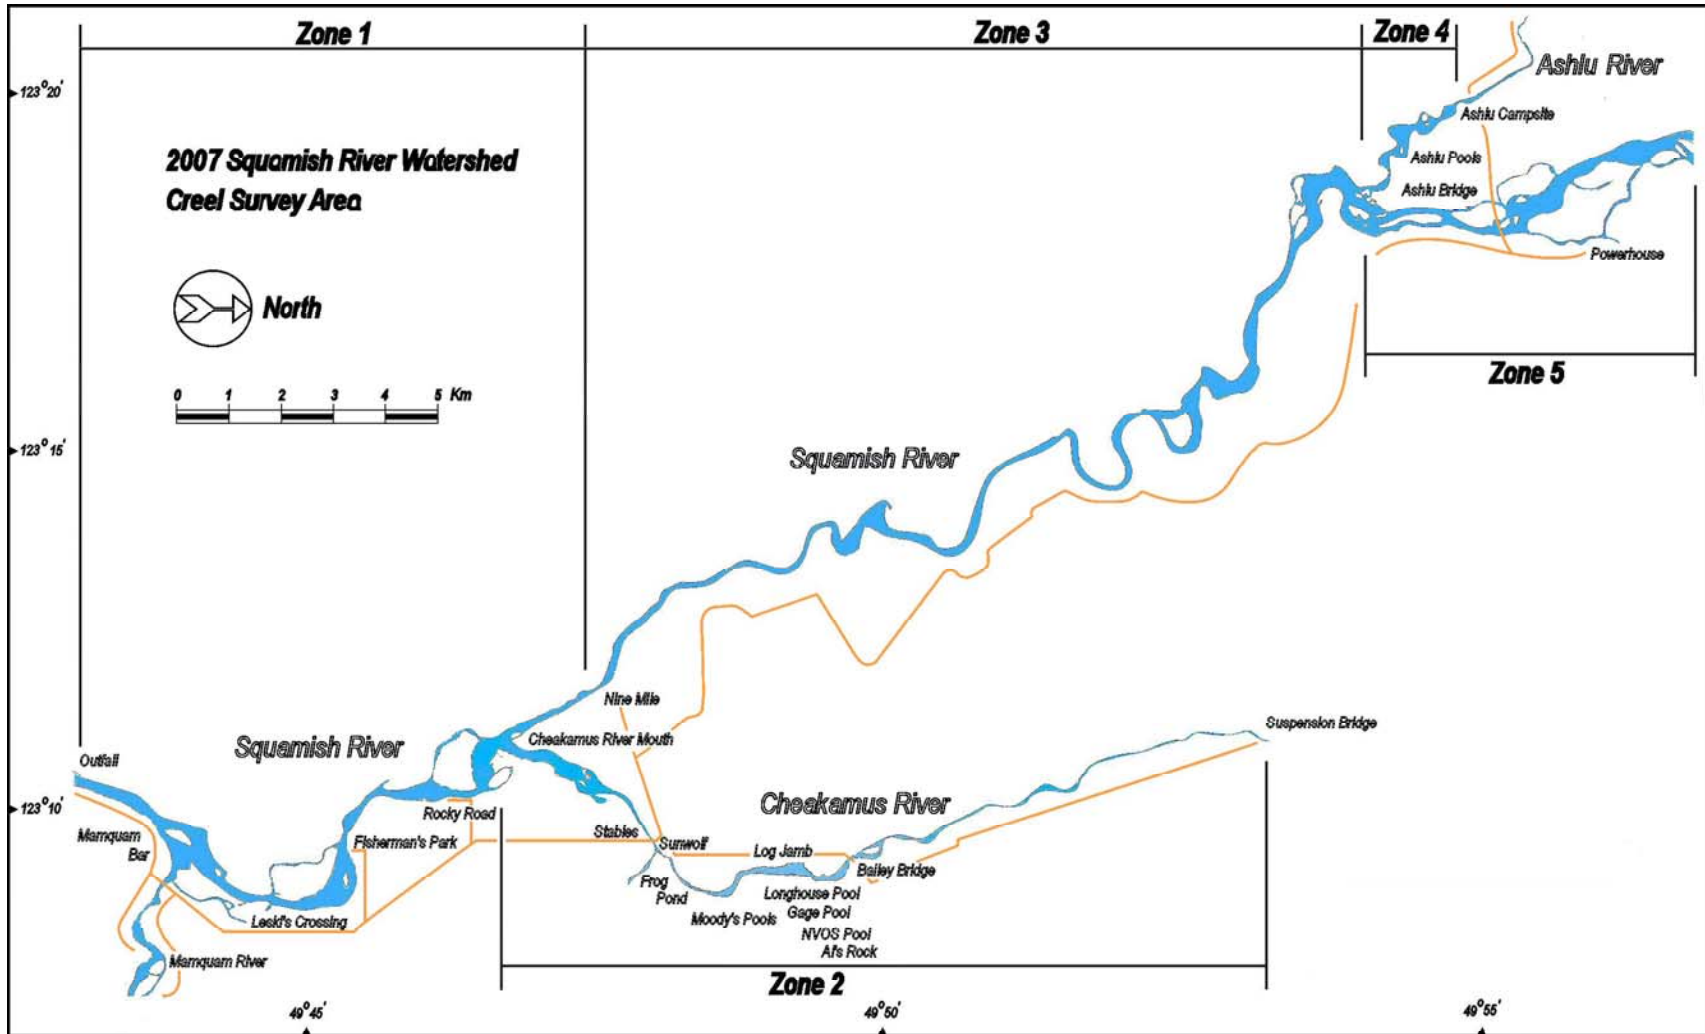 Zone 1
Zone 3
Zone 4
Ashlu River
123°20'
Ashlu Campsite
2007 Squamish River Watershed
Creel Survey Area
Ashlu Pools
Ashlu Bridge
Powerhouse
North
Zone 5
0 1 2 3 4 5 Km
123°15'
Squamish River
Nine Mile
Suspension Bridge
Cheakamus River Mouth
Squamish River
Outfall
123°10'
Cheakamus River
Rocky Road
Mamquam
Bar
Fisherman's Park
Stables
Sunwolf
Log Jamb
Bailey Bridge
Frog
Pond
Longhouse Pool
Moody's Pools
Gage Pool
Leski's Crossing
NVOS Pool
Al's Rock
Mamquam River
Zone 2
49°45'
49°50'
49°55'